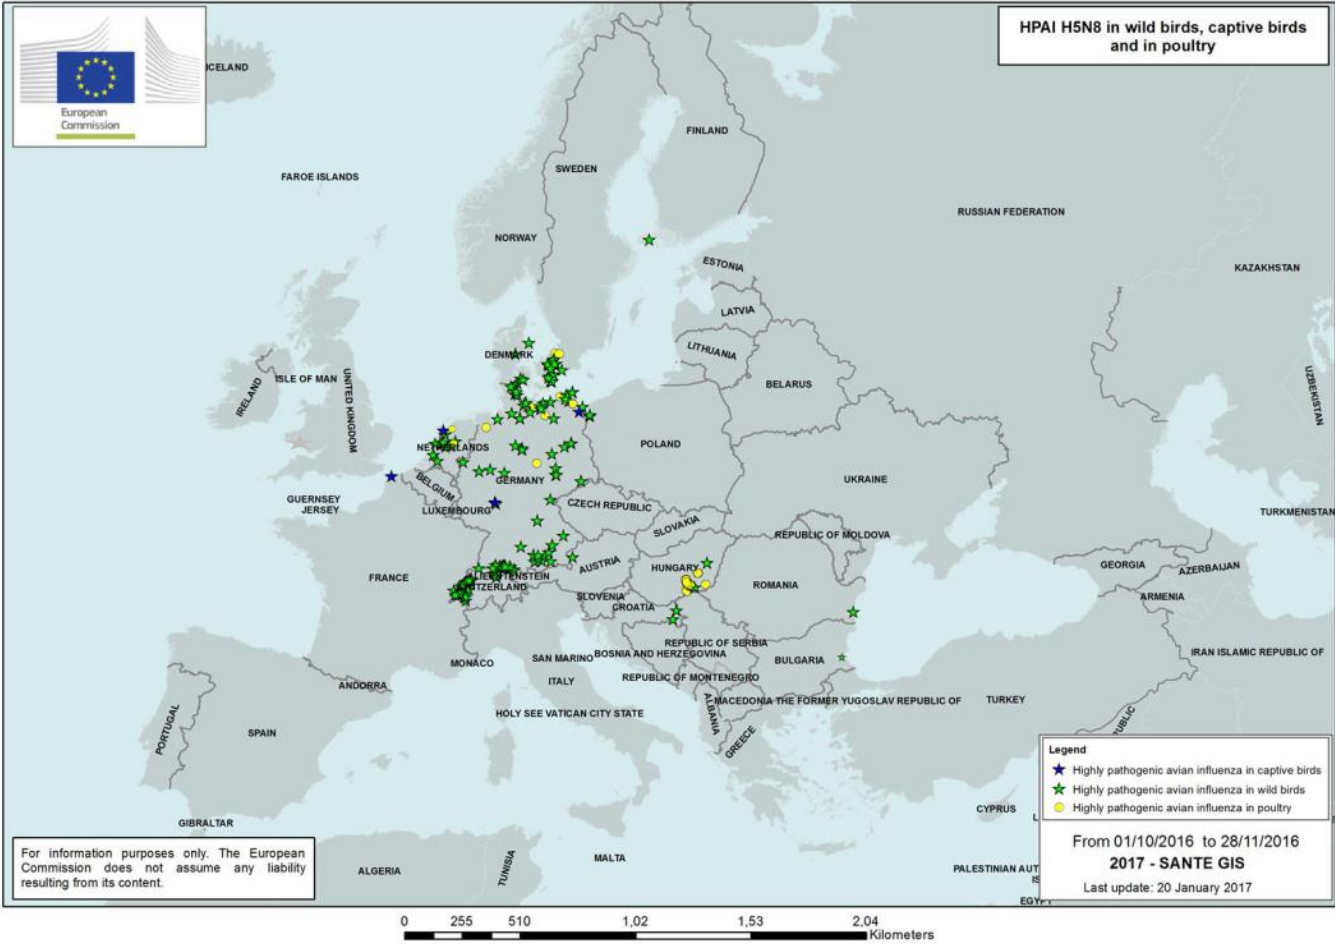 HPAI H5N8 in wild birds, captive birds
and in poultry
European
Commission
ICELAND
FINLAND
SWEDEN
FAROE ISLANDS
RUSSIAN FEDERATION
NORWAY
ESTONIA
KAZAKHSTAN
LATVIA
LITHUANIA
DENMARK
ISLE OF MAN
IRELAND
UNITED KINGDOM
BELARUS
UZBEKISTAN
POLAND
NETHERLANDS
GERMANY
UKRAINE
BELGIUM
GUERNSEY
JERSEY
LUXEMBOURG
CZECH REPUBLIC
TURKMENISTAN
SLOVAKIA
REPUBLIC OF MOLDOVA
FRANCE
LIECHTENSTEIN
SWITZERLAND
AUSTRIA
HUNGARY
ROMANIA
GEORGIA
AZERBAIJAN
ARMENIA
SLOVENIA
CROATIA
REPUBLIC OF SERBIA
BOSNIA AND HERZEGOVINA
SAN MARINO
MONACO
BULGARIA
IRAN ISLAMIC REPUBLIC OF
REPUBLIC OF MONTENEGRO
ITALY
ANDORRA
MACEDONIA THE FORMER YUGOSLAV REPUBLIC OF
TURKEY
ALBANIA
HOLY SEE VATICAN CITY STATE
PORTUGAL
SPAIN
GREECE
PUBLIC
Legend
Highly pathogenic avian influenza in captive birds
Highly pathogenic avian influenza in wild birds
Highly pathogenic avian influenza in poultry
CYPRUS
GIBRALTAR
From 01/10/2016 to 28/11/2016
2017 - SANTE GIS
Last update: 20 January 2017
For information purposes only. The European
Commission does not assume any liability
resulting from its content.
ALGERIA
TUNISIA
MALTA
PALESTINIAN AUT
EGYPT
0 255 510 1,02 1,53 2,04
Kilometers